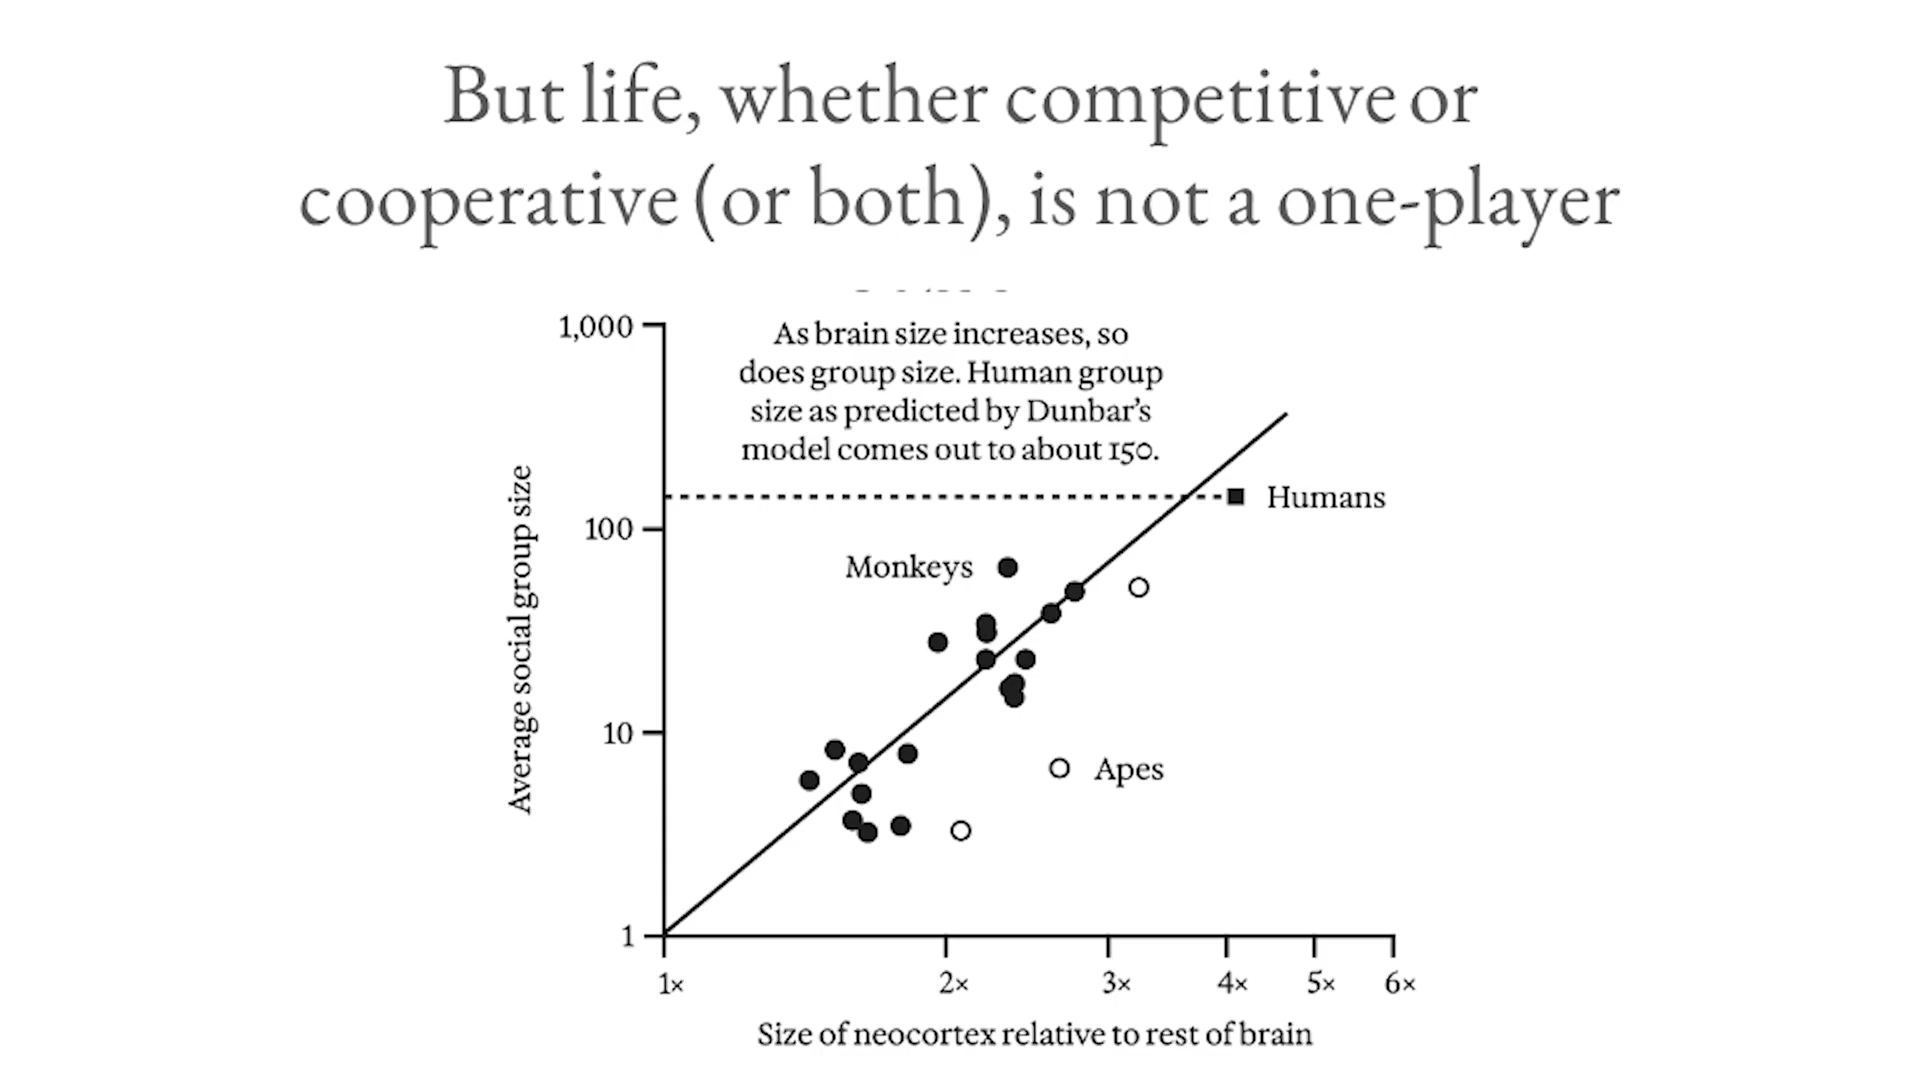 But life, whether competitive or
cooperative (or both), is not a one-player
1,000
As brain size increases, so
does group size. Human group
size as predicted by Dunbar's
model comes out to about 150.
Humans
100
Monkeys
Average social group size
10
Apes
1
1× 2× 3× 4× 5× 6×
Size of neocortex relative to rest of brain